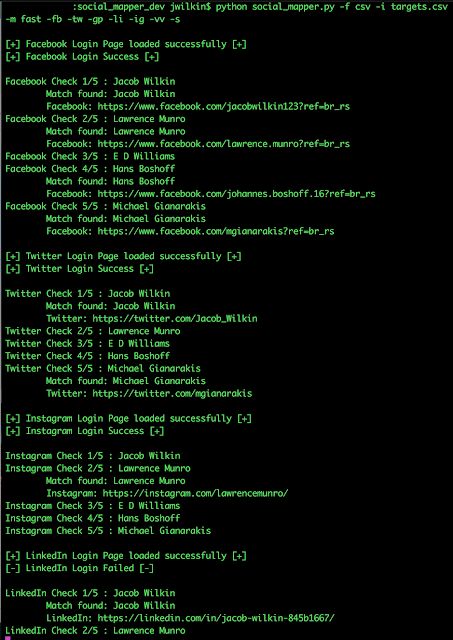 :social_mapper_dev jwilkin$ python social_mapper.py -f csv -i targets.csv
-m fast -fb -tw -gp -li -ig -vv -s
[+] Facebook Login Page loaded successfully [+]
[+] Facebook Login Success [+]
Facebook Check 1/5 : Jacob Wilkin
Match found: Jacob Wilkin
Facebook: https://www.facebook.com/jacobwilkin123?ref=br_rs
Facebook Check 2/5 : Lawrence Munro
Match found: Lawrence Munro
Facebook: https://www.facebook.com/lawrence.munro?ref=br_rs
Facebook Check 3/5 : E D Williams
Facebook Check 4/5 : Hans Boshoff
Match found: Hans Boshoff
Facebook: https://www.facebook.com/johannes.boshoff.16?ref=br_rs
Facebook Check 5/5 : Michael Gianarakis
Match found: Michael Gianarakis
Facebook: https://www.facebook.com/mgianarakis?ref=br_rs
[+] Twitter Login Page loaded successfully [+]
[+] Twitter Login Success [+]
Twitter Check 1/5 : Jacob Wilkin
Match found: Jacob Wilkin
Twitter: https://twitter.com/Jacob_Wilkin
Twitter Check 2/5 : Lawrence Munro
Twitter Check 3/5 : E D Williams
Twitter Check 4/5 : Hans Boshoff
Twitter Check 5/5 : Michael Gianarakis
Match found: Michael Gianarakis
Twitter: https://twitter.com/mgianarakis
[+] Instagram Login Page loaded successfully [+]
[+] Instagram Login Success [+]
Instagram Check 1/5 : Jacob Wilkin
Instagram Check 2/5 : Lawrence Munro
Match found: Lawrence Munro
Instagram: https://instagram.com/lawrencemunro/
Instagram Check 3/5 : E D Williams
Instagram Check 4/5 : Hans Boshoff
Instagram Check 5/5 : Michael Gianarakis
[+] LinkedIn Login Page loaded successfully [+]
[-] LinkedIn Login Failed [-]
LinkedIn Check 1/5 : Jacob Wilkin
Match found: Jacob Wilkin
LinkedIn: https://linkedin.com/in/jacob-wilkin-845b1667/
LinkedIn Check 2/5 : Lawrence Munro